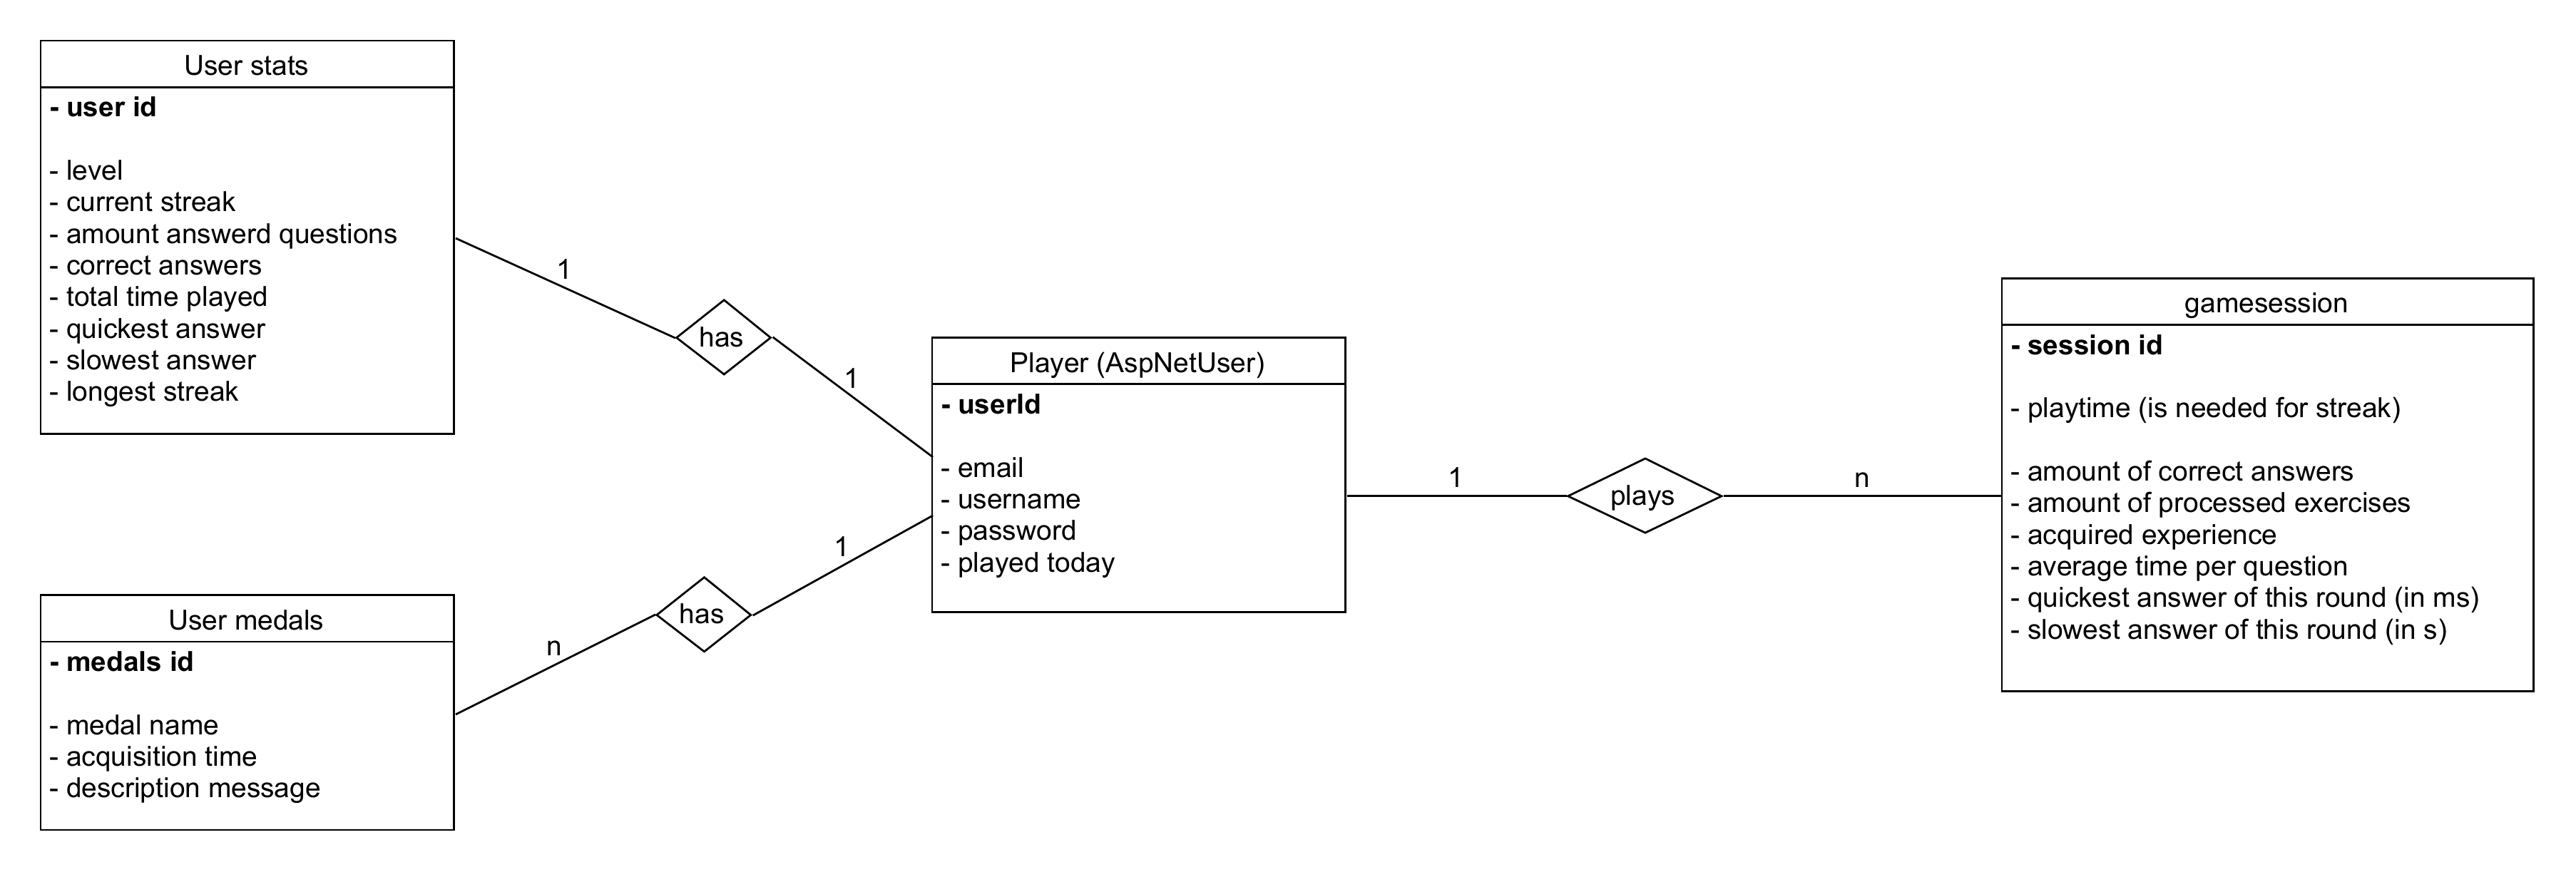 User stats
- user id
- level
- current streak
- amount answerd questions
- correct answers
- total time played
- quickest answer
- slowest answer
- longest streak
1
has
1
User medals
- medals id
- medal name
- acquisition time
- description message
n
has
1
Player (AspNetUser)
- userId
- email
- username
- password
- played today
1
plays
n
gamesession
- session id
- playtime (is needed for streak)
- amount of correct answers
- amount of processed exercises
- acquired experience
- average time per question
- quickest answer of this round (in ms)
- slowest answer of this round (in s)